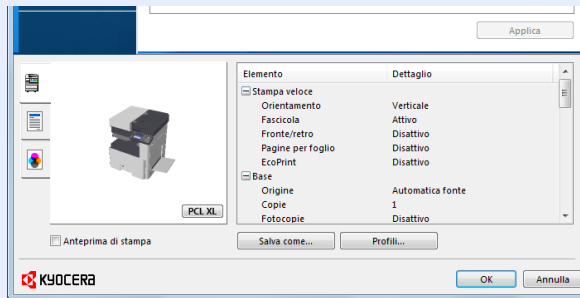 Applica
Elemento Dettaglio
Stampa veloce
Orientamento Verticale
Fascicola Attivo
Fronte/retro Disattivo
Pagine per foglio Disattivo
EcoPrint Disattivo
Base
Origine Automatica fonte
Copie 1
Fotocopie Disattivo
PCL XL
Anteprima di stampa Salva come... Profili...
KYOCERA OK Annulla